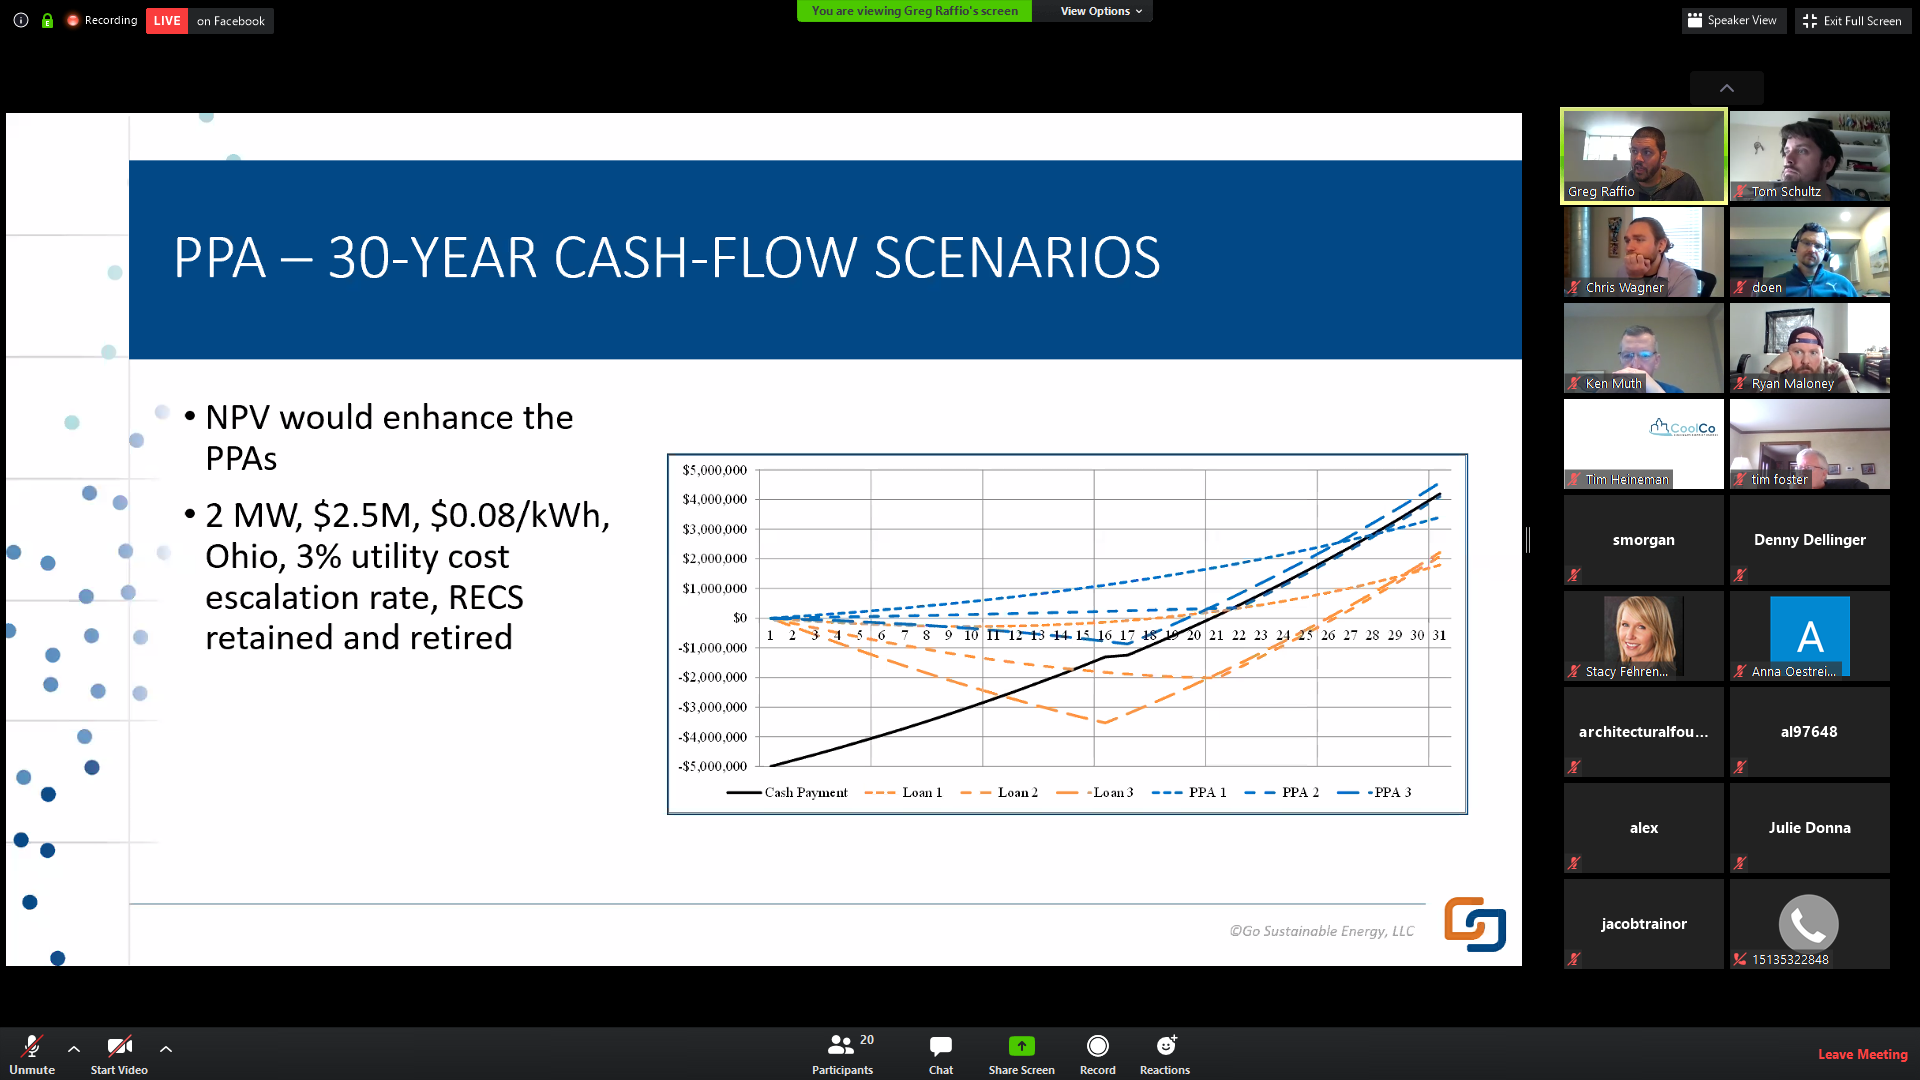 Recording
LIVE on Facebook
You are viewing Greg Raffio's screen
View Options
Speaker View
Exit Full Screen
PPA – 30-YEAR CASH-FLOW SCENARIOS
• NPV would enhance the
PPAs
• 2 MW, $2.5M, $0.08/kWh,
Ohio, 3% utility cost
escalation rate, RECS
retained and retired
$5,000,000
$4,000,000
$3,000,000
$2,000,000
$1,000,000
$0
1 2 3 4 5 6 7 8 9 10 11 12 13 14 15 16 17 18 19 20 21 22 23 24 25 26 27 28 29 30 31
-$1,000,000
-$2,000,000
-$3,000,000
-$4,000,000
-$5,000,000
Cash Payment Loan 1 Loan 2 Loan 3 PPA 1 PPA 2 PPA 3
©Go Sustainable Energy, LLC
Greg Raffio
Tom Schultz
Chris Wagner
doen
Ken Muth
Ryan Maloney
CoolCo
Tim Heineman
tim foster
smorgan
Denny Dellinger
Stacy Fehren...
A
Anna Oestrei...
architecturalfou...
al97648
alex
Julie Donna
jacobtrainor
15135322848
Unmute
Start Video
20
Participants
Chat
Share Screen
Record
Reactions
Leave Meeting